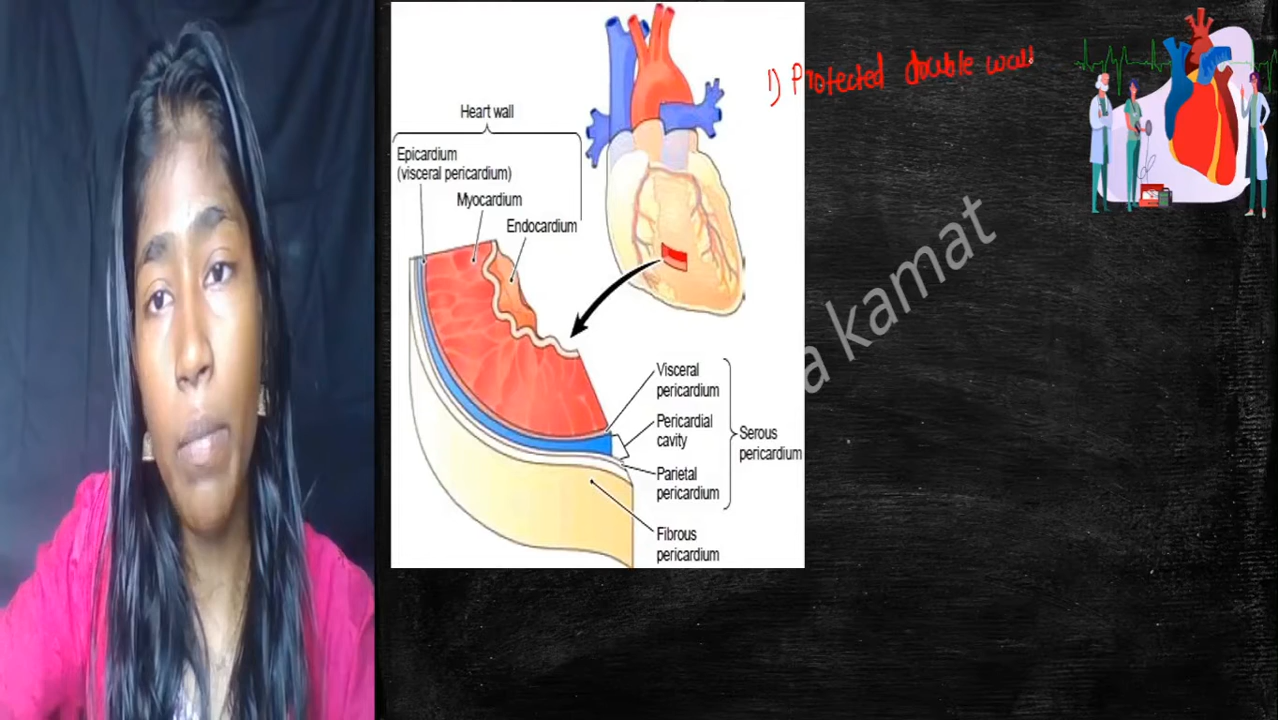 1) Protected double wall
Heart wall
Epicardium
(visceral pericardium)
Myocardium
Endocardium
Visceral
pericardium
Pericardial
cavity
Serous
pericardium
Parietal
pericardium
Fibrous
pericardium
a kamat